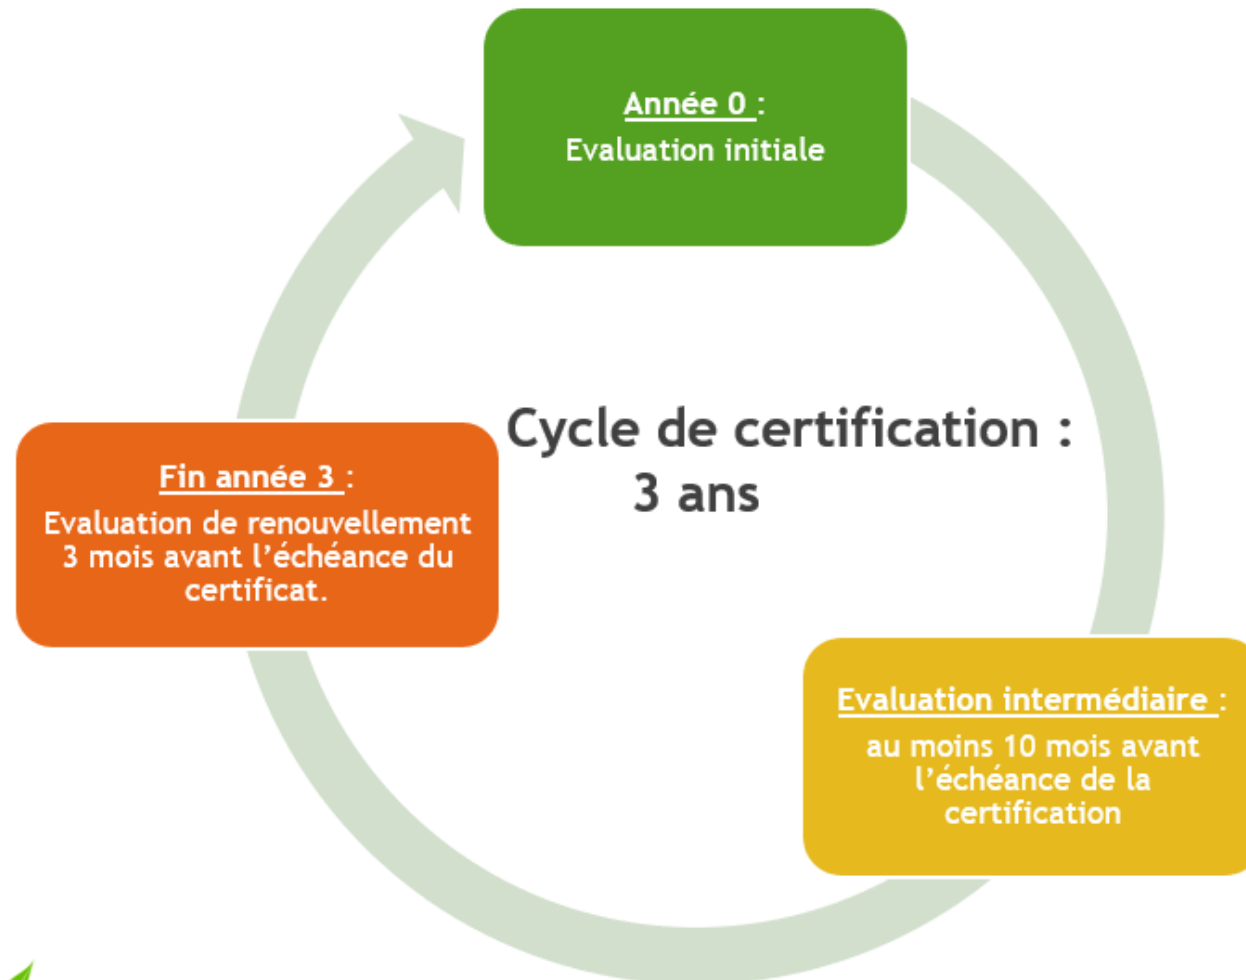 Année 0 :
Evaluation initiale
Cycle de certification :
3 ans
Fin année 3 :
Evaluation de renouvellement
3 mois avant l’échéance du
certificat.
Evaluation intermédiaire :
au moins 10 mois avant
l’échéance de la
certification